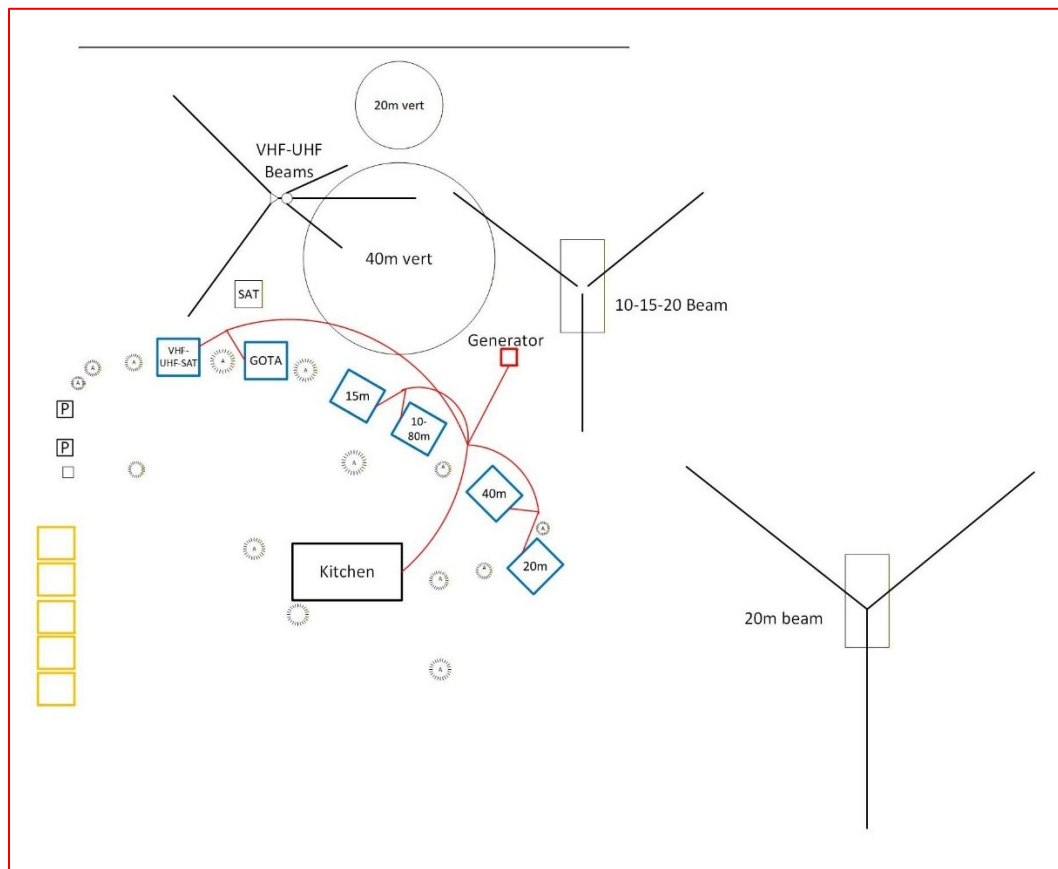 20m vert
VHF-UHF
Beams
40m vert
SAT
10-15-20 Beam
Generator
VHF-
UHF-SAT
GOTA
15m
10-
80m
P
P
40m
20m
Kitchen
20m beam
A
A
A
A
A
A
A
A
A
A
A
A